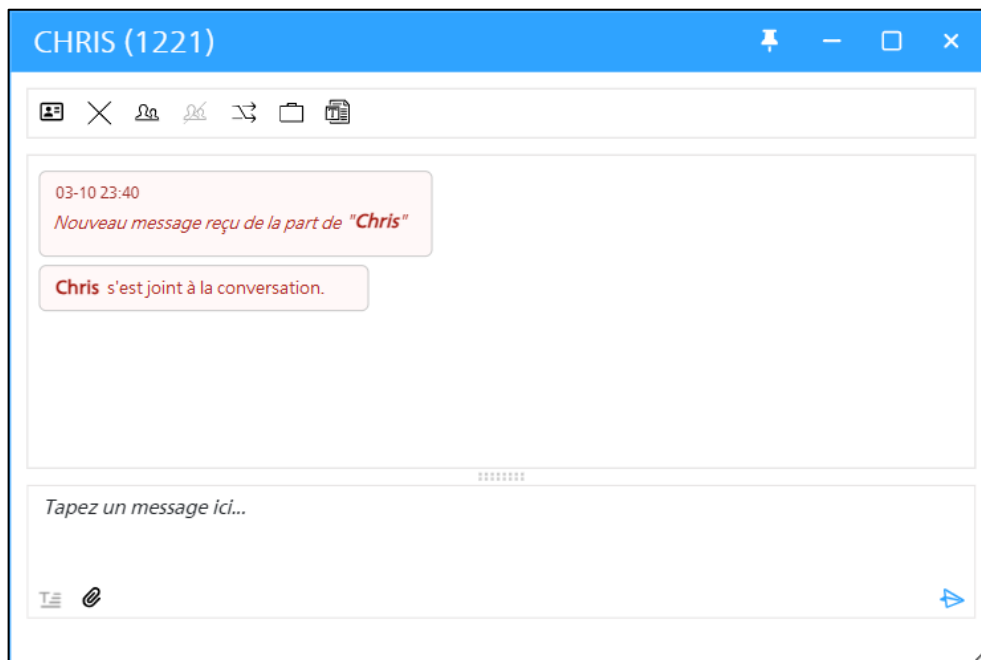 CHRIS (1221)
03-10 23:40
Nouveau message reçu de la part de "Chris"
Chris s'est joint à la conversation.
Tapez un message ici...